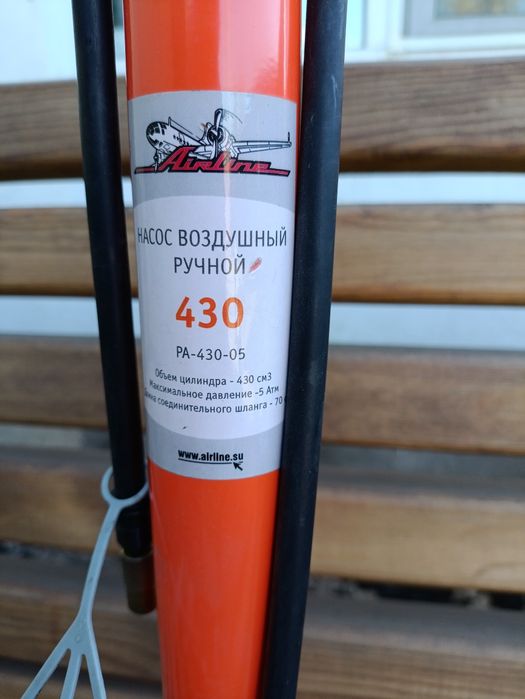 AirLine
НАСОС ВОЗДУШНЫЙ
РУЧНОЙ
430
PA-430-05
Объем цилиндра - 430 см3
Максимальное давление -5 Атм
соединительного шланга - 70
www.airline.su